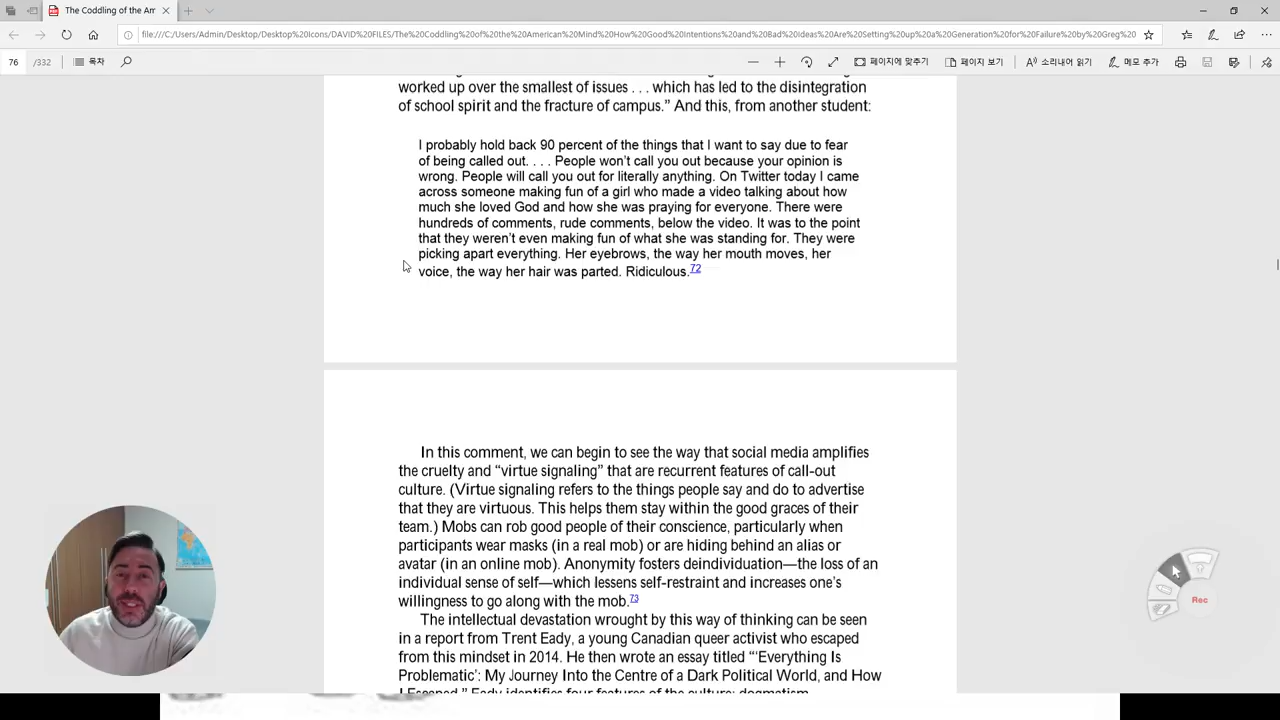 The Coddling of the Am
file:///C:/Users/Admin/Desktop/Desktop%20Icons/DAVID%20FILES/The%20Coddling%20of%20the%20American%20Mind%20How%20Good%20Intentions%20and%20Bad%20Ideas%20Are%20Setting%20up%20a%20Generation%20for%20Failure%20by%20Greg%20
76 /332 목차 페이지에 맞추기 페이지 보기 소리내어 읽기 메모 추가
worked up over the smallest of issues . . . which has led to the disintegration
of school spirit and the fracture of campus.” And this, from another student:
I probably hold back 90 percent of the things that I want to say due to fear
of being called out. . . . People won’t call you out because your opinion is
wrong. People will call you out for literally anything. On Twitter today I came
across someone making fun of a girl who made a video talking about how
much she loved God and how she was praying for everyone. There were
hundreds of comments, rude comments, below the video. It was to the point
that they weren’t even making fun of what she was standing for. They were
picking apart everything. Her eyebrows, the way her mouth moves, her
voice, the way her hair was parted. Ridiculous.72
In this comment, we can begin to see the way that social media amplifies
the cruelty and “virtue signaling” that are recurrent features of call-out
culture. (Virtue signaling refers to the things people say and do to advertise
that they are virtuous. This helps them stay within the good graces of their
team.) Mobs can rob good people of their conscience, particularly when
participants wear masks (in a real mob) or are hiding behind an alias or
avatar (in an online mob). Anonymity fosters deindividuation—the loss of an
individual sense of self—which lessens self-restraint and increases one’s
willingness to go along with the mob.73
The intellectual devastation wrought by this way of thinking can be seen
in a report from Trent Eady, a young Canadian queer activist who escaped
from this mindset in 2014. He then wrote an essay titled “‘Everything Is
Problematic’: My Journey Into the Centre of a Dark Political World, and How
I Escaped.” Eady identifies four features of the culture: dogmatism,
Rec